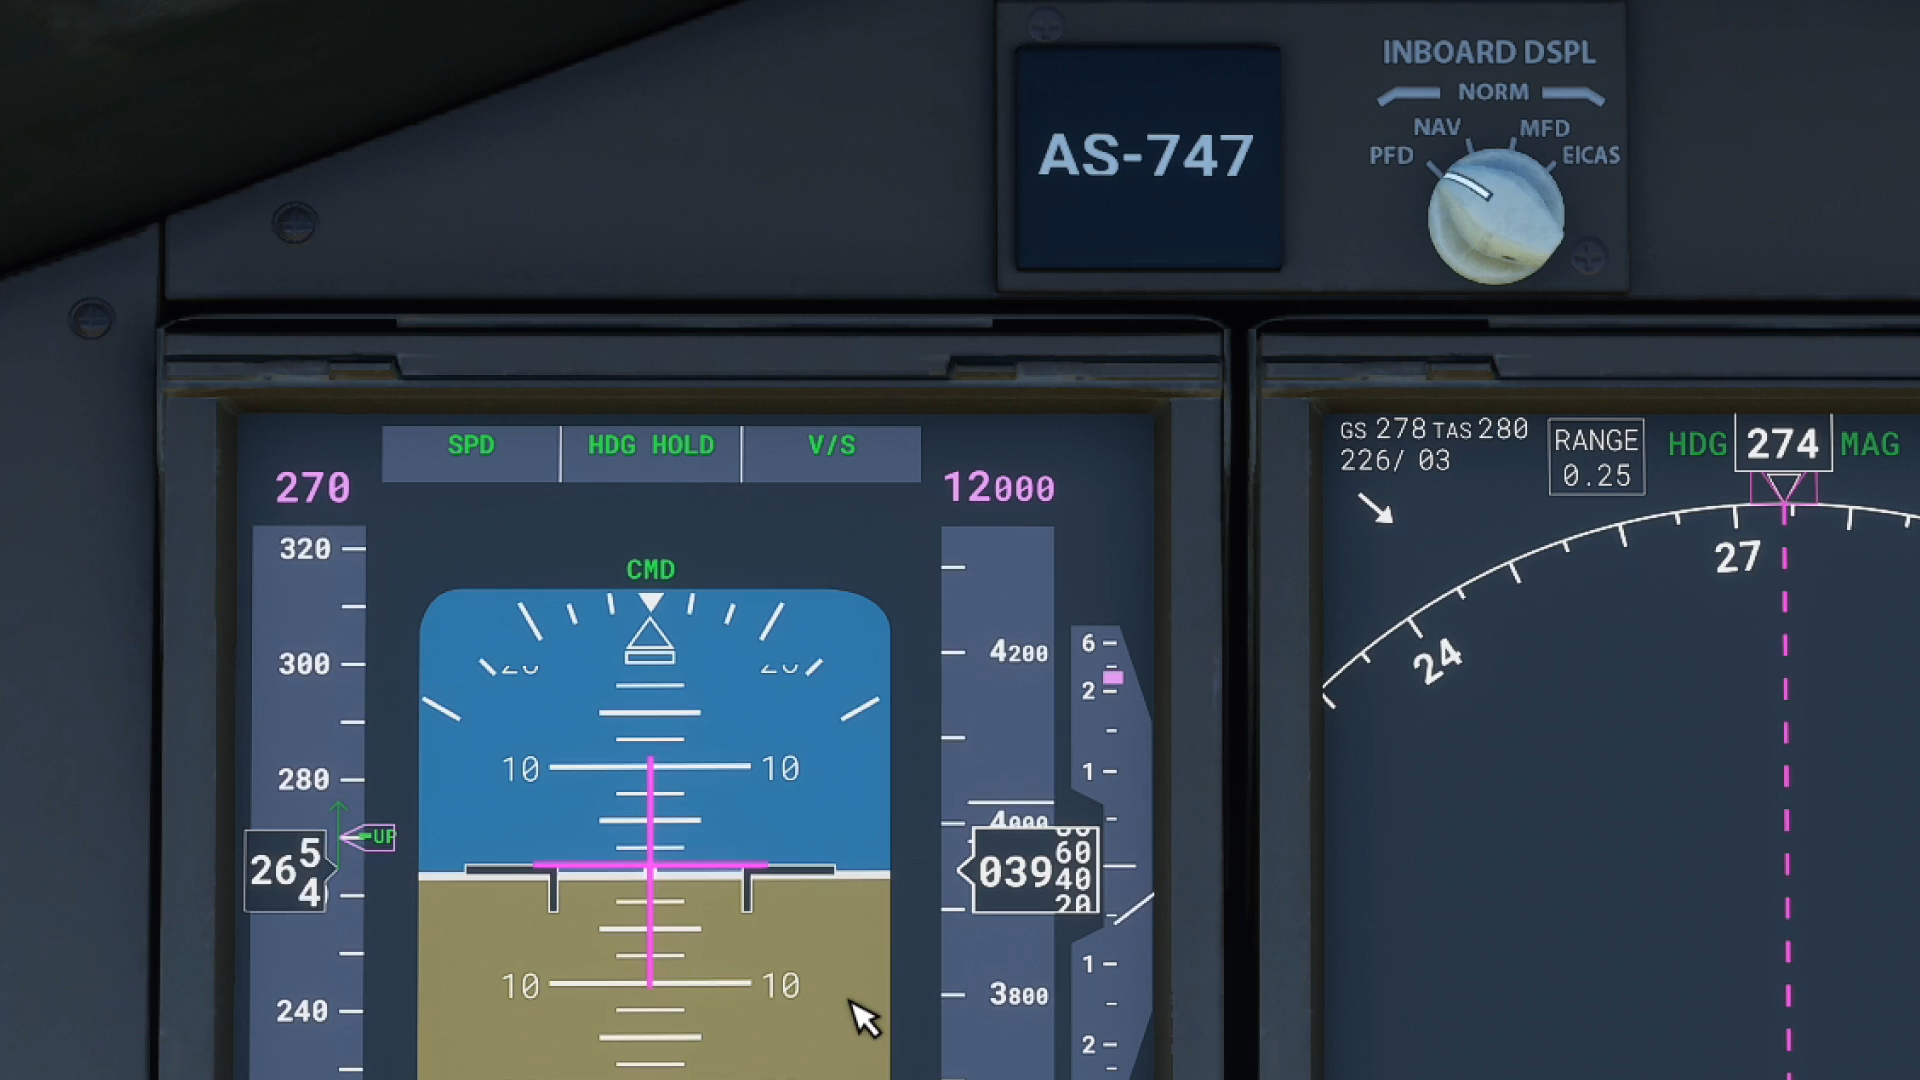 INBOARD DSPL
NORM
NAV MFD
PFD EICAS
AS-747
SPD HDG HOLD V/S
270
12000
320
300
280
265
4
240
UP
CMD
10 10
10 10
4200
4000
60
03940
20
3800
6
2
1
1
2
GS 278 TAS 280
226/ 03
RANGE
0.25
HDG 274 MAG
27
24